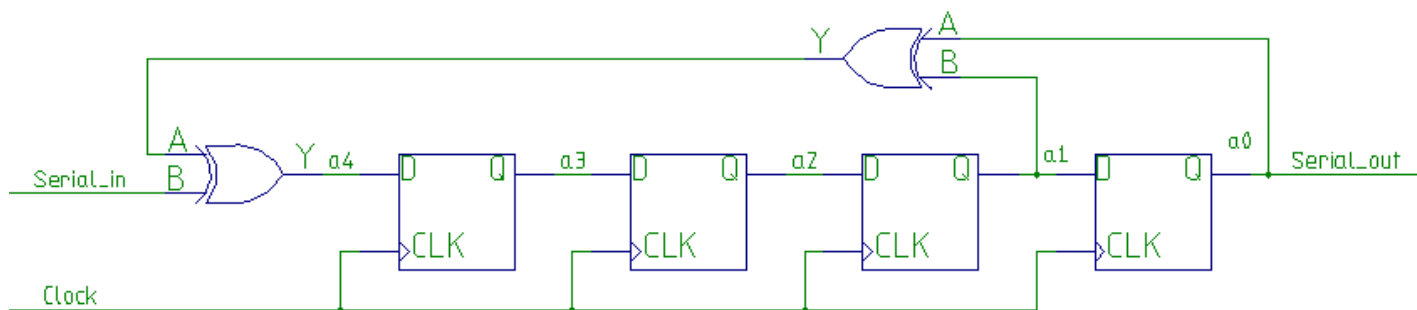 Y A
B
A Y a4 D Q a3 D Q a2 D Q a1 D Q a0 Serial_out
Serial_in B
CLK CLK CLK CLK
Clock